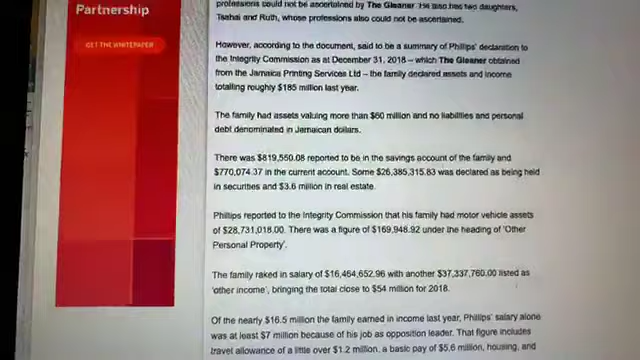 Partnership
GET THE WHITEPAPER
professions could not be ascertained by The Gleaner. He also has two daughters,
Tsahai and Ruth, whose professions also could not be ascertained.
However, according to the document, said to be a summary of Phillips' declaration to
the Integrity Commission as at December 31, 2018 – which The Gleaner obtained
from the Jamaica Printing Services Ltd – the family declared assets and income
totalling roughly $185 million last year.
The family had assets valuing more than $60 million and no liabilities and personal
debt denominated in Jamaican dollars.
There was $819,550.08 reported to be in the savings account of the family and
$770,074.37 in the current account. Some $26,385,315.83 was declared as being held
in securities and $3.6 million in real estate.
Phillips reported to the Integrity Commission that his family had motor vehicle assets
of $28,731,018.00. There was a figure of $169,948.92 under the heading of 'Other
Personal Property'.
The family raked in salary of $16,464,652.96 with another $37,337,760.00 listed as
'other income', bringing the total close to $54 million for 2018.
Of the nearly $16.5 million the family earned in income last year, Phillips' salary alone
was at least $7 million because of his job as opposition leader. That figure includes
travel allowance of a little over $1.2 million, a basic pay of $5.6 million, housing, and